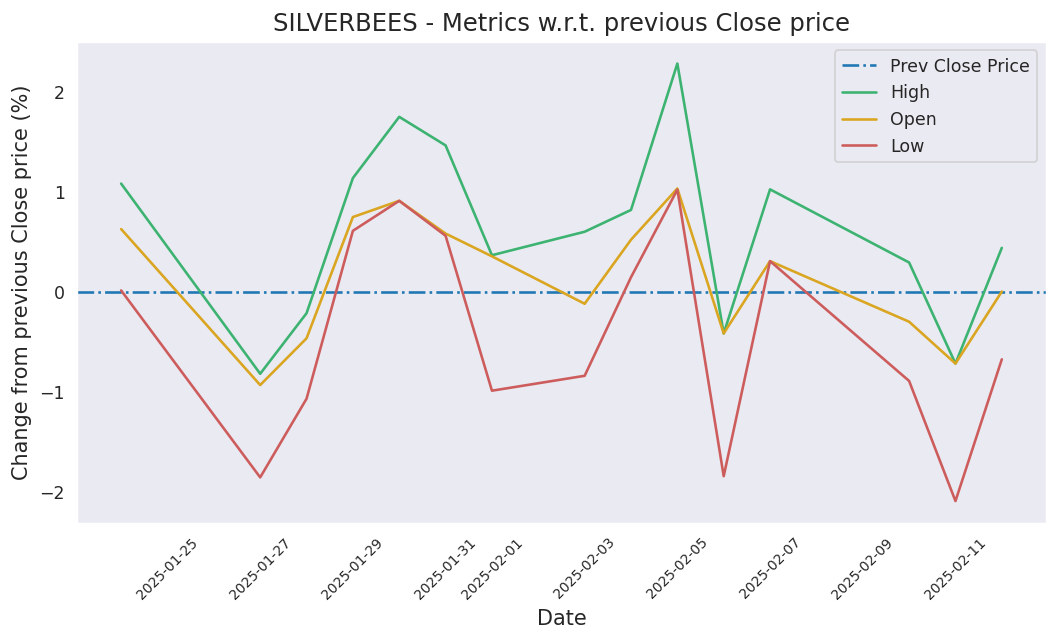 SILVERBEES - Metrics w.r.t. previous Close price
Change from previous Close price (%)
2
1
0
−1
−2
Prev Close Price
High
Open
Low
2025-01-25
2025-01-27
2025-01-29
2025-01-31
2025-02-01
2025-02-03
2025-02-05
2025-02-07
2025-02-09
2025-02-11
Date